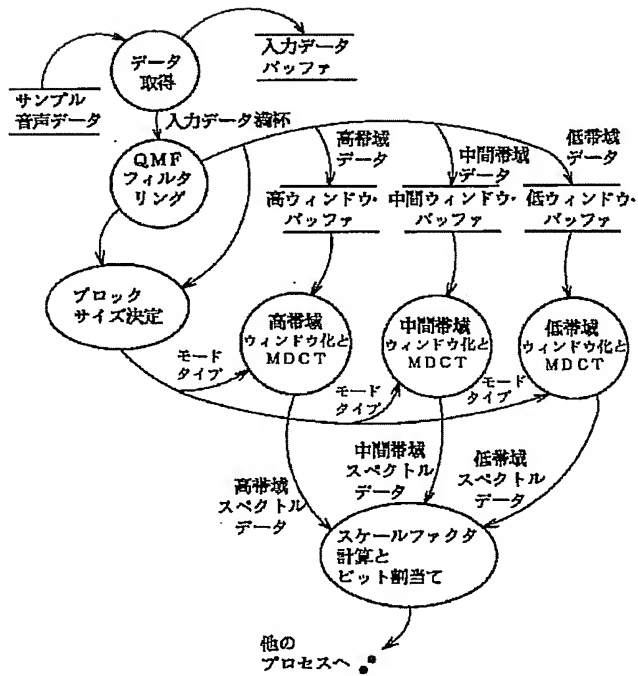 データ
取得
入力データ
バッファ
サンプル
音声データ
入力データ満杯
QMF
フィルタ
リング
高帯域
データ
中間帯域
データ
低帯域
データ
高ウィンドウ・
バッファ
中間ウィンドウ・
バッファ
低ウィンドウ・
バッファ
ブロック
サイズ決定
高帯域
ウィンドウ化と
MDCT
中間帯域
ウィンドウ化と
MDCT
低帯域
ウィンドウ化と
MDCT
モード
タイプ
モード
タイプ
モード
タイプ
高帯域
スペクトル
データ
中間帯域
スペクトル
データ
低帯域
スペクトル
データ
スケールファクタ
計算と
ビット割当て
他の
プロセスへ